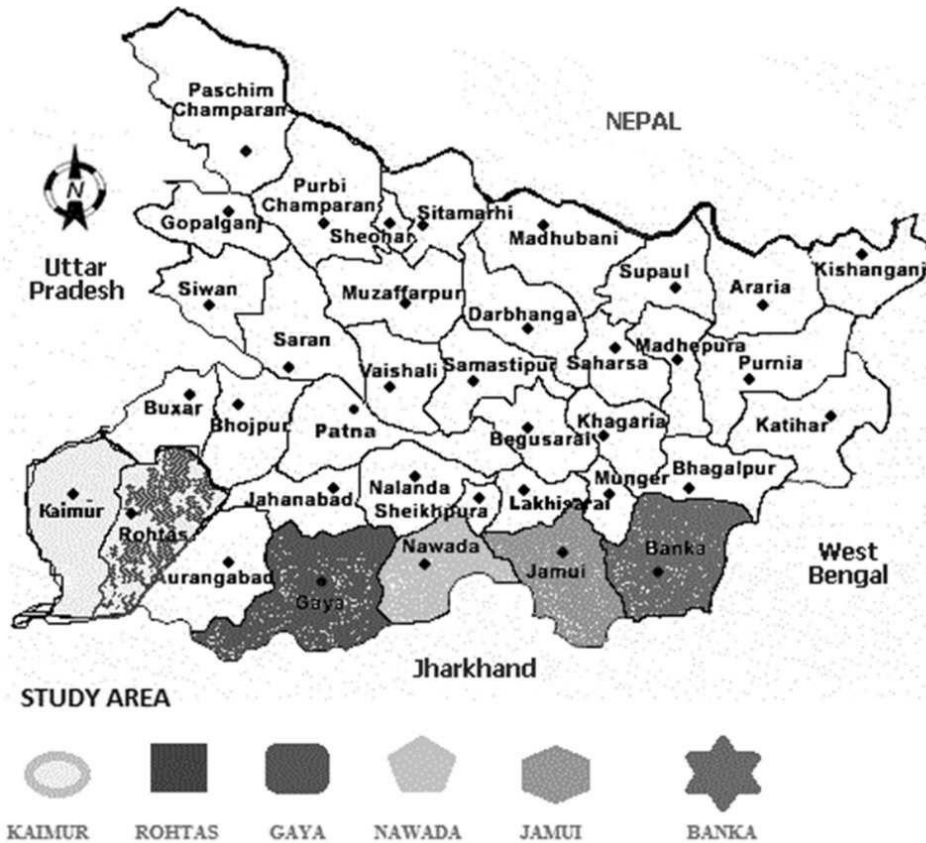 Paschim
Champaran
NEPAL
N
Purbi
Champaran
Gopalganj
Sheohar
Sitamarhi
Madhubani
Uttar
Pradesh
Siwan
Muzaffarpur
Supaul
Araria
Kishanganj
Darbhanga
Saran
Vaishali
Samastipur
Saharsa
Madhepura
Purnia
Buxar
Bhojpur
Patna
Begusarai
Khagaria
Katihar
Kaimur
Rohtas
Jahanabad
Nalanda
Sheikhpura
Lakhisarai
Munger
Bhagalpur
Aurangabad
Gaya
Nawada
Jamui
Banka
West
Bengal
Jharkhand
STUDY AREA
KAIMUR ROHTAS GAYA NAWADA JAMUI BANKA